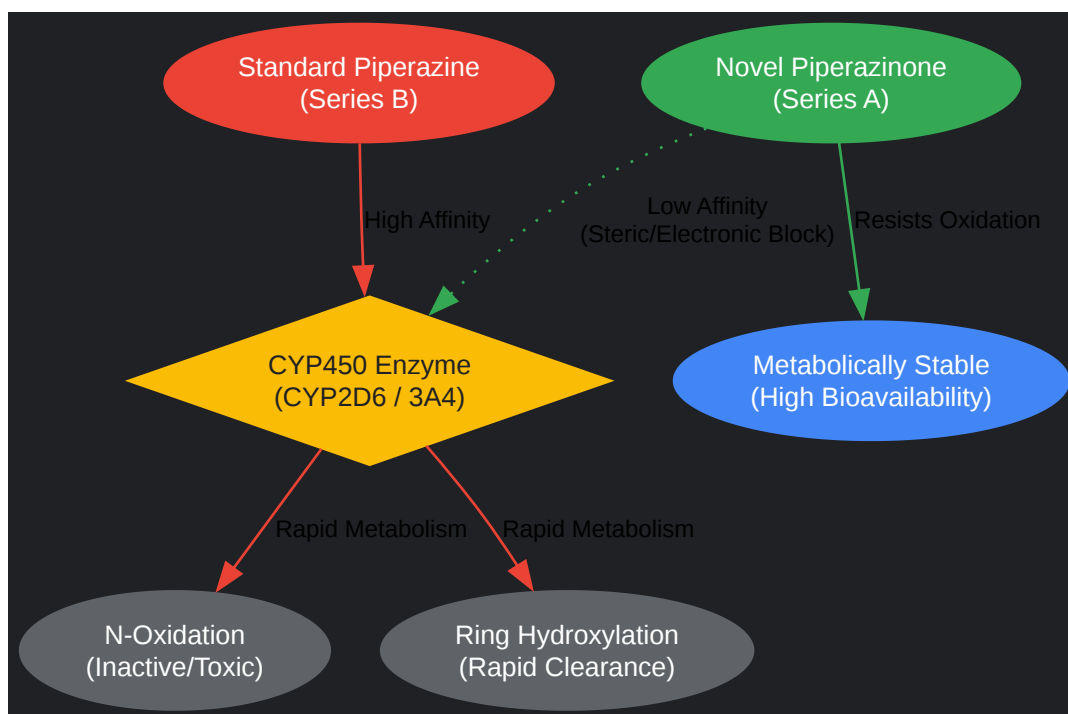 Standard Piperazine
(Series B)
Novel Piperazinone
(Series A)
High Affinity
Low Affinity
(Steric/Electronic Block)
Resists Oxidation
CYP450 Enzyme
(CYP2D6 / 3A4)
Metabolically Stable
(High Bioavailability)
Rapid Metabolism
Rapid Metabolism
N-Oxidation
(Inactive/Toxic)
Ring Hydroxylation
(Rapid Clearance)